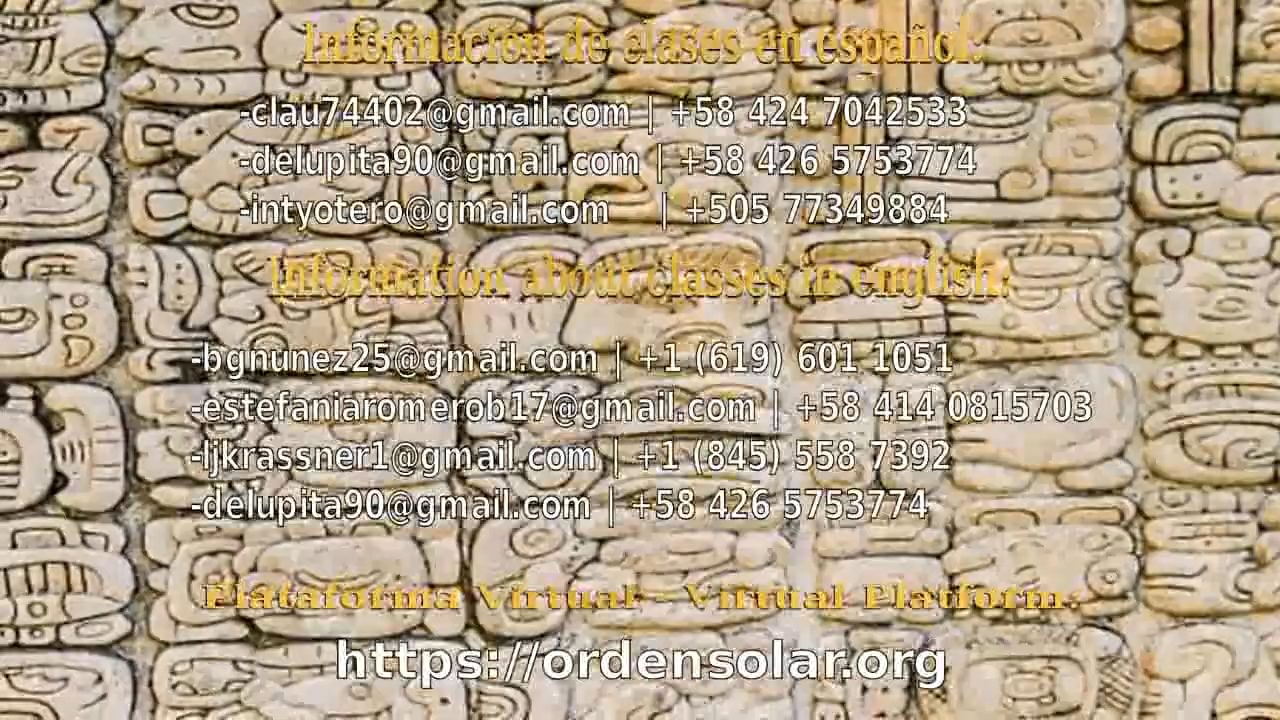 Información de clases en español:
-clau74402@gmail.com | +58 424 7042533
-delupita90@gmail.com | +58 426 5753774
-intyotero@gmail.com | +505 77349884
Information about classes in english:
-bgnunez25@gmail.com | +1 (619) 601 1051
-estefaniaromerob17@gmail.com | +58 414 0815703
-ljkrassner1@gmail.com | +1 (845) 558 7392
-delupita90@gmail.com | +58 426 5753774
Plataforma Virtual - Virtual Platform:
https://ordensolar.org